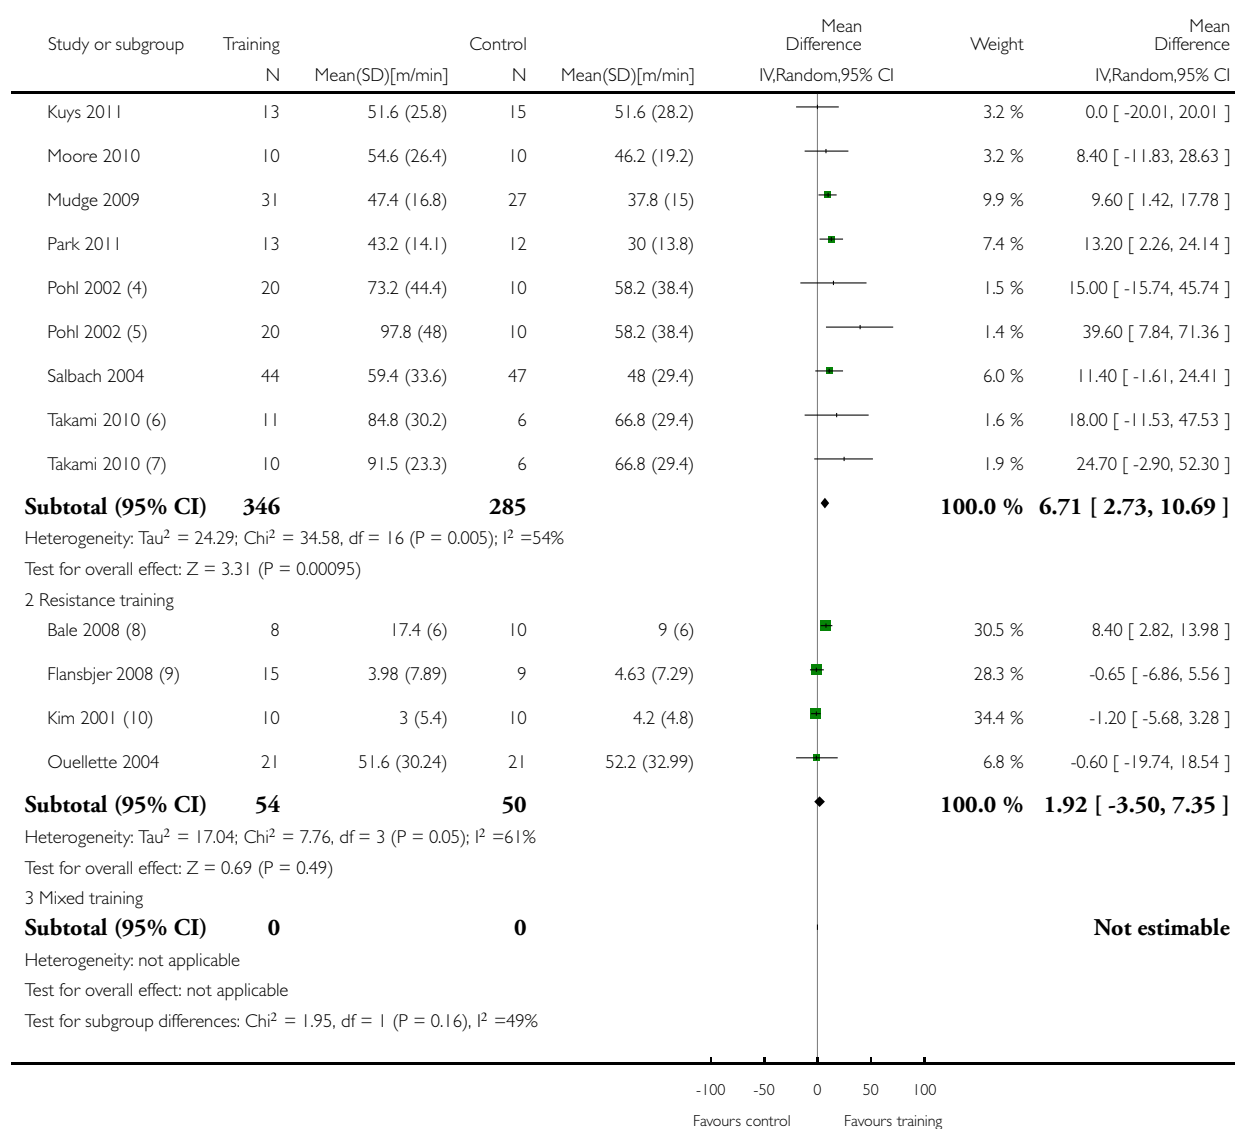 Study or subgroup Training Control Mean Difference Weight Mean Difference
N Mean(SD)[m/min] N Mean(SD)[m/min] IV,Random,95% CI IV,Random,95% CI
Kuys 2011 13 51.6 (25.8) 15 51.6 (28.2) 3.2 % 0.0 [ -20.01, 20.01 ]
Moore 2010 10 54.6 (26.4) 10 46.2 (19.2) 3.2 % 8.40 [ -11.83, 28.63 ]
Mudge 2009 31 47.4 (16.8) 27 37.8 (15) 9.9 % 9.60 [ 1.42, 17.78 ]
Park 2011 13 43.2 (14.1) 12 30 (13.8) 7.4 % 13.20 [ 2.26, 24.14 ]
Pohl 2002 (4) 20 73.2 (44.4) 10 58.2 (38.4) 1.5 % 15.00 [ -15.74, 45.74 ]
Pohl 2002 (5) 20 97.8 (48) 10 58.2 (38.4) 1.4 % 39.60 [ 7.84, 71.36 ]
Salbach 2004 44 59.4 (33.6) 47 48 (29.4) 6.0 % 11.40 [ -1.61, 24.41 ]
Takami 2010 (6) 11 84.8 (30.2) 6 66.8 (29.4) 1.6 % 18.00 [ -11.53, 47.53 ]
Takami 2010 (7) 10 91.5 (23.3) 6 66.8 (29.4) 1.9 % 24.70 [ -2.90, 52.30 ]
Subtotal (95% CI) 346 285 100.0 % 6.71 [ 2.73, 10.69 ]
Heterogeneity: Tau² = 24.29; Chi² = 34.58, df = 16 (P = 0.005); I² =54%
Test for overall effect: Z = 3.31 (P = 0.00095)
2 Resistance training
Bale 2008 (8) 8 17.4 (6) 10 9 (6) 30.5 % 8.40 [ 2.82, 13.98 ]
Flansbjer 2008 (9) 15 3.98 (7.89) 9 4.63 (7.29) 28.3 % -0.65 [ -6.86, 5.56 ]
Kim 2001 (10) 10 3 (5.4) 10 4.2 (4.8) 34.4 % -1.20 [ -5.68, 3.28 ]
Ouellette 2004 21 51.6 (30.24) 21 52.2 (32.99) 6.8 % -0.60 [ -19.74, 18.54 ]
Subtotal (95% CI) 54 50 100.0 % 1.92 [ -3.50, 7.35 ]
Heterogeneity: Tau² = 17.04; Chi² = 7.76, df = 3 (P = 0.05); I² =61%
Test for overall effect: Z = 0.69 (P = 0.49)
3 Mixed training
Subtotal (95% CI) 0 0 Not estimable
Heterogeneity: not applicable
Test for overall effect: not applicable
Test for subgroup differences: Chi² = 1.95, df = 1 (P = 0.16), I² =49%
-100 -50 0 50 100
Favours control Favours training